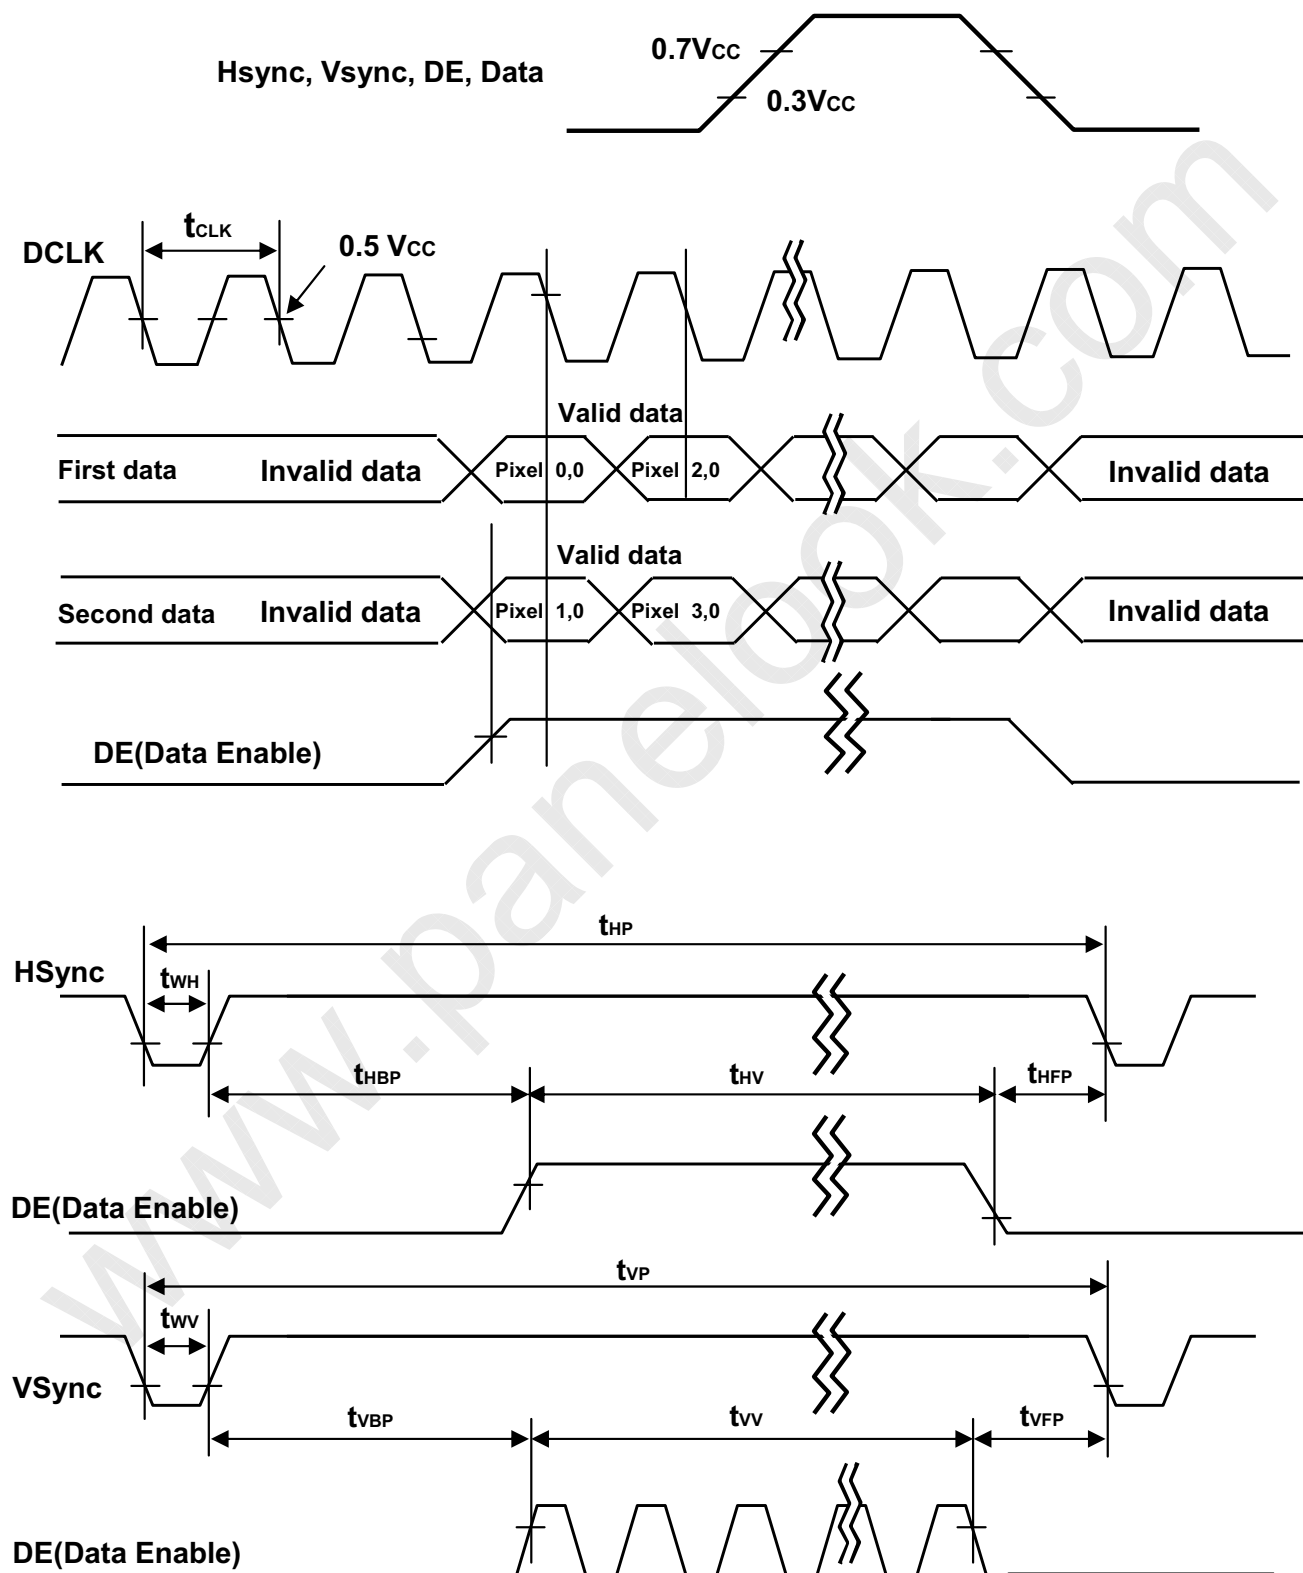 Hsync, Vsync, DE, Data
0.7VCC
0.3VCC
DCLK
tCLK
0.5 VCC
Valid data
First data
Invalid data
Pixel 0,0
Pixel 2,0
Invalid data
Valid data
Second data
Invalid data
Pixel 1,0
Pixel 3,0
Invalid data
DE(Data Enable)
tHP
HSync
tWH
tHBP
tHV
tHFP
DE(Data Enable)
tVP
tWV
VSync
tVBP
tVV
tVFP
DE(Data Enable)
www.panelook.com